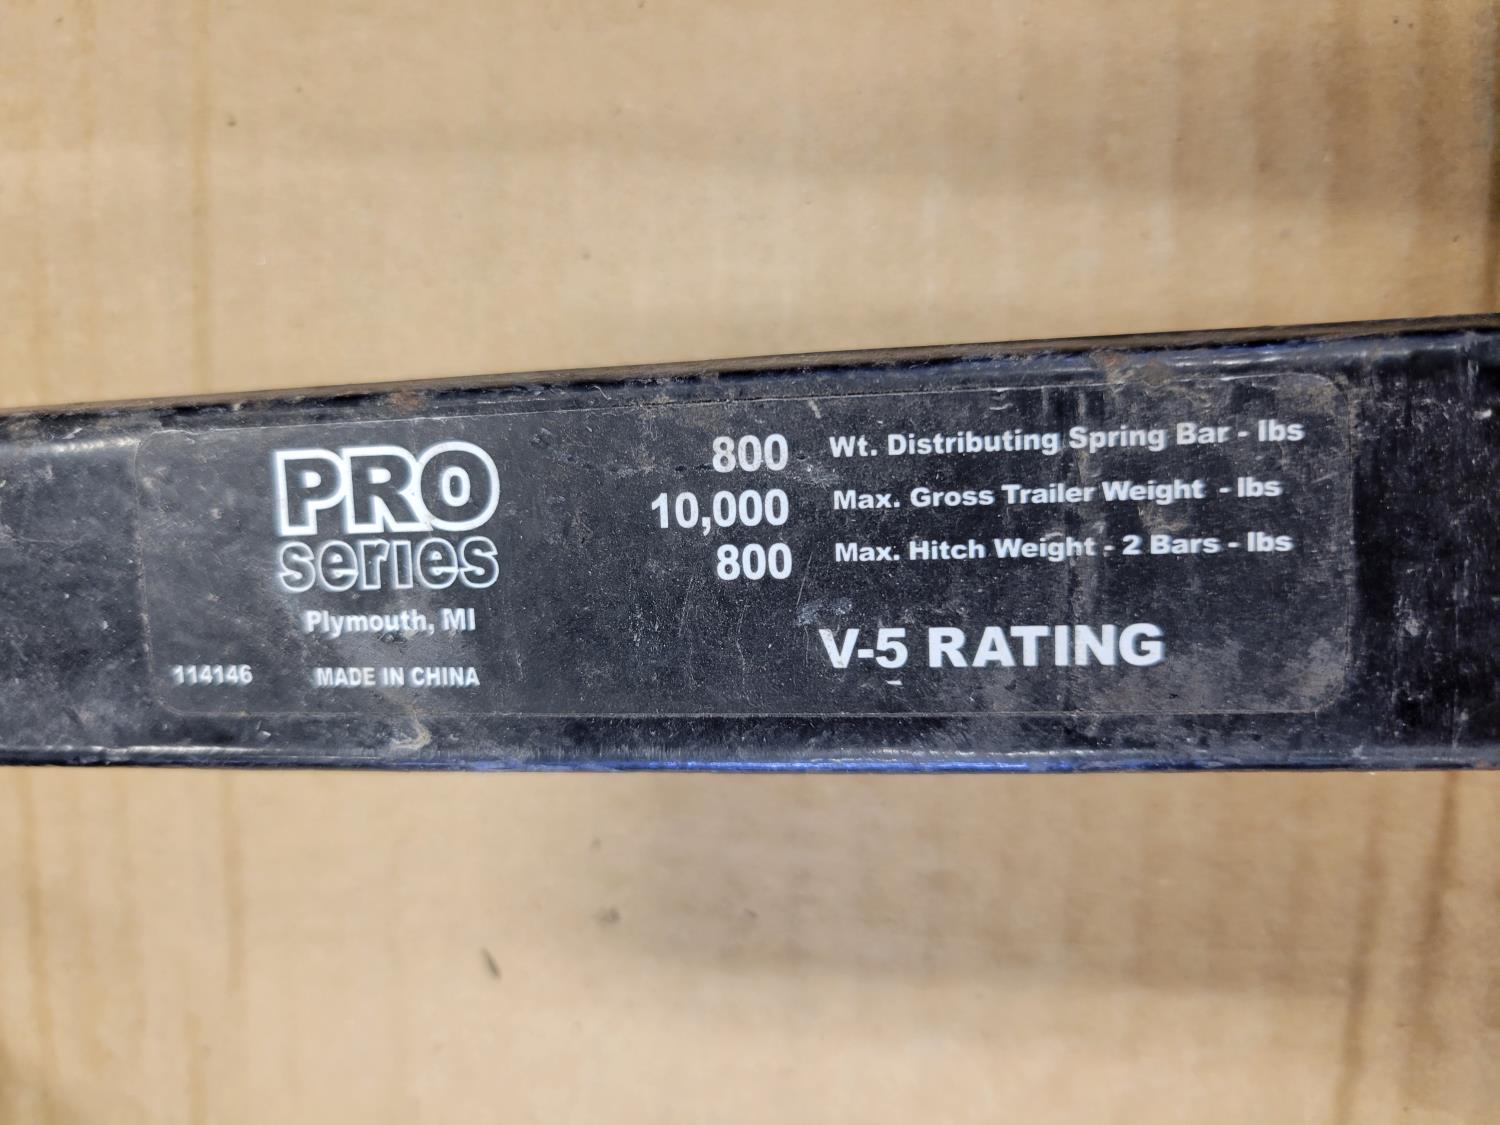 PRO
series
Plymouth, MI
114146 MADE IN CHINA
800 Wt. Distributing Spring Bar - lbs
10,000 Max. Gross Trailer Weight - lbs
800 Max. Hitch Weight - 2 Bars - lbs
V-5 RATING